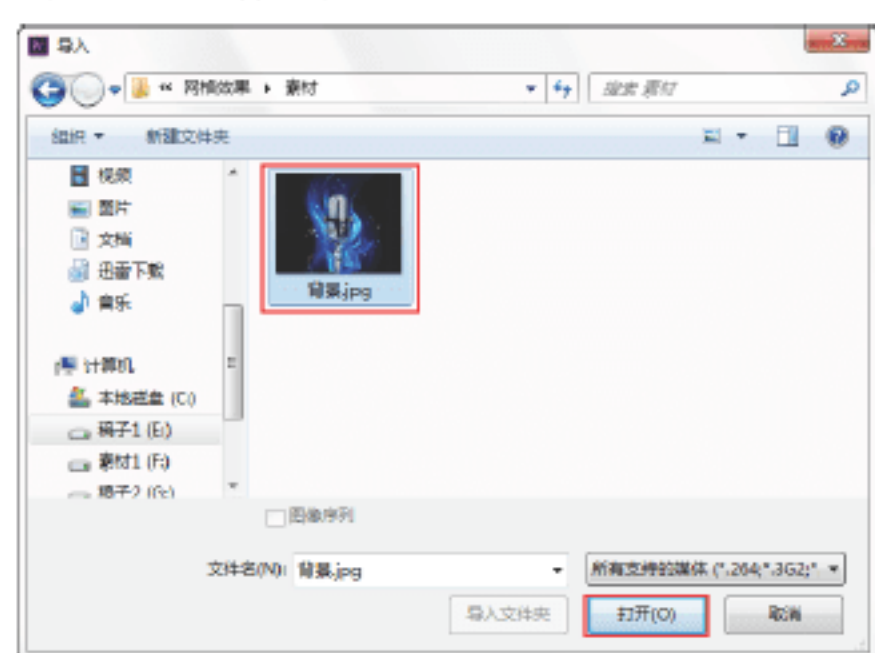 导入
« 网格效果 ▸ 素材
搜索 素材
组织 新建文件夹
视频
图片
文档
迅雷下载
音乐
计算机
本地磁盘 (C:)
稿子1 (E:)
素材1 (F:)
稿子2 (G:)
背景.jpg
图像序列
文件名(N): 背景.jpg
所有支持的媒体 (*.264;*.3G2;*.
导入文件夹 打开(O) 取消